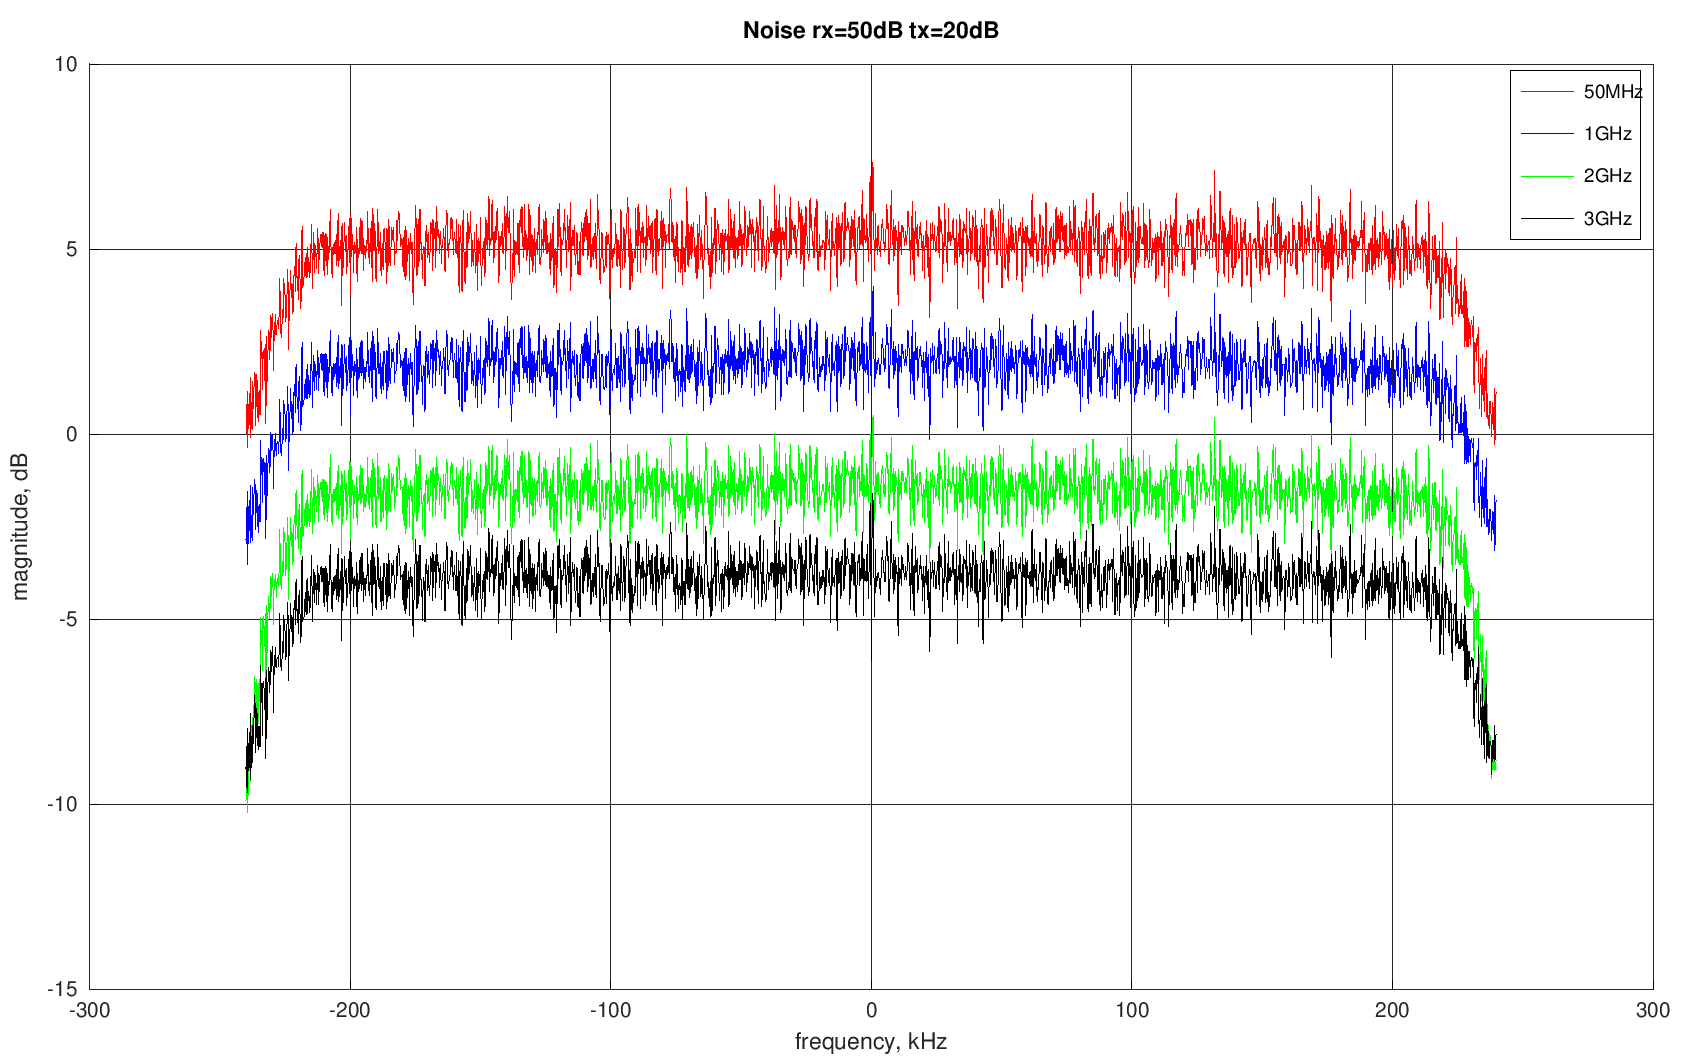 Noise rx=50dB tx=20dB
10
5
0
-5
-10
-15
magnitude, dB
50MHz
1GHz
2GHz
3GHz
-300
-200
-100
0
100
200
300
frequency, kHz